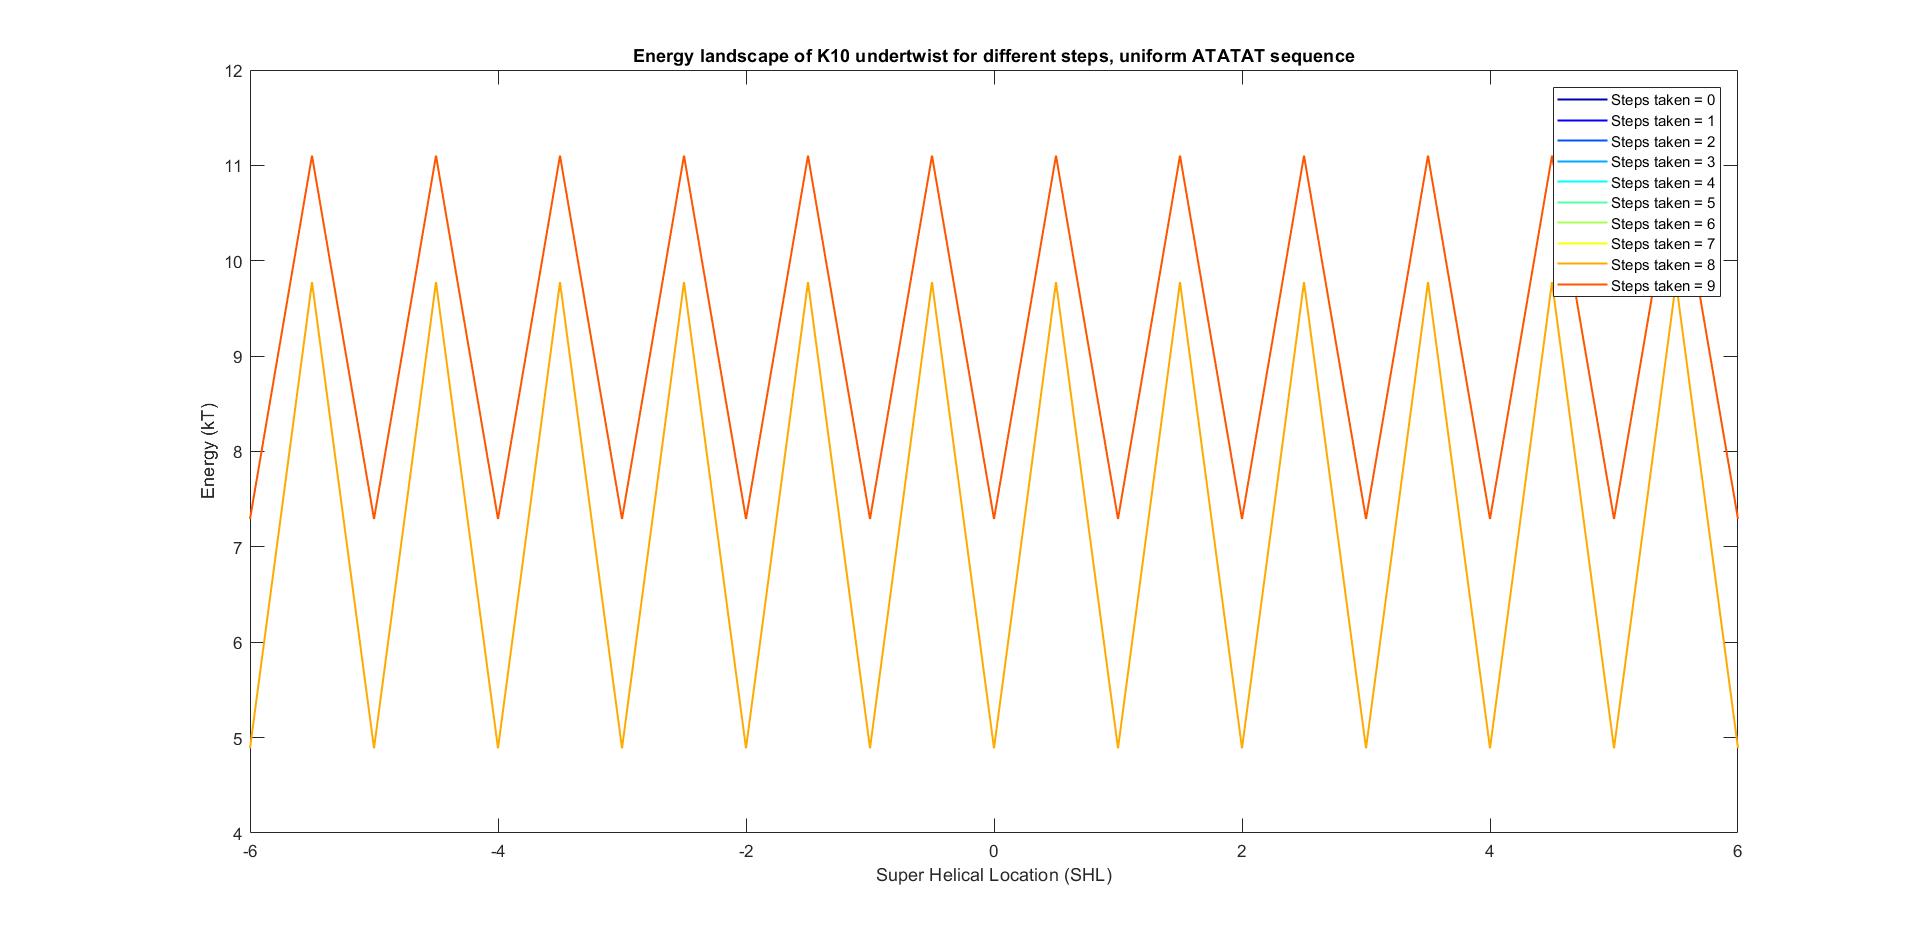 Energy landscape of K10 undertwist for different steps, uniform ATATAT sequence
12
11
10
9
8
7
6
5
4
Energy (kT)
Steps taken = 0
Steps taken = 1
Steps taken = 2
Steps taken = 3
Steps taken = 4
Steps taken = 5
Steps taken = 6
Steps taken = 7
Steps taken = 8
Steps taken = 9
-6 -4 -2 0 2 4 6
Super Helical Location (SHL)